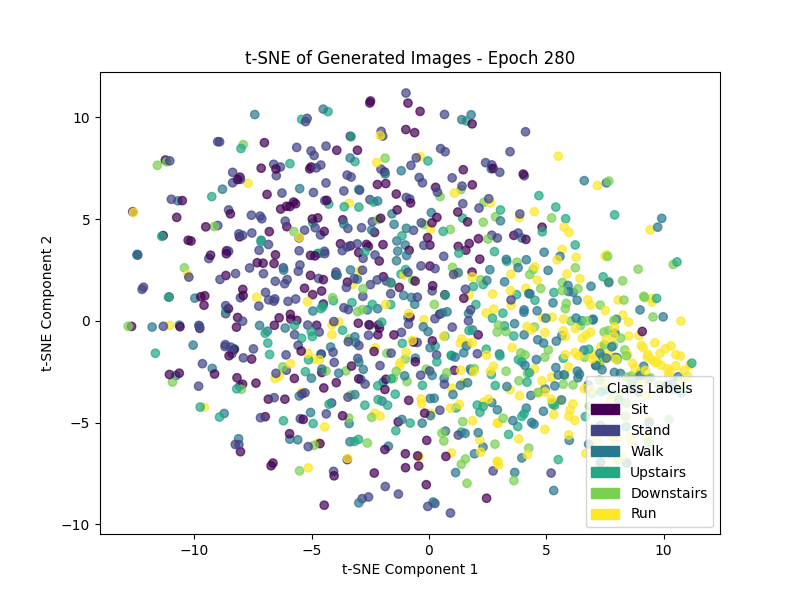 t-SNE of Generated Images - Epoch 280
t-SNE Component 2
10
5
0
−5
−10
−10
−5
0
5
10
t-SNE Component 1
Class Labels
Sit
Stand
Walk
Upstairs
Downstairs
Run